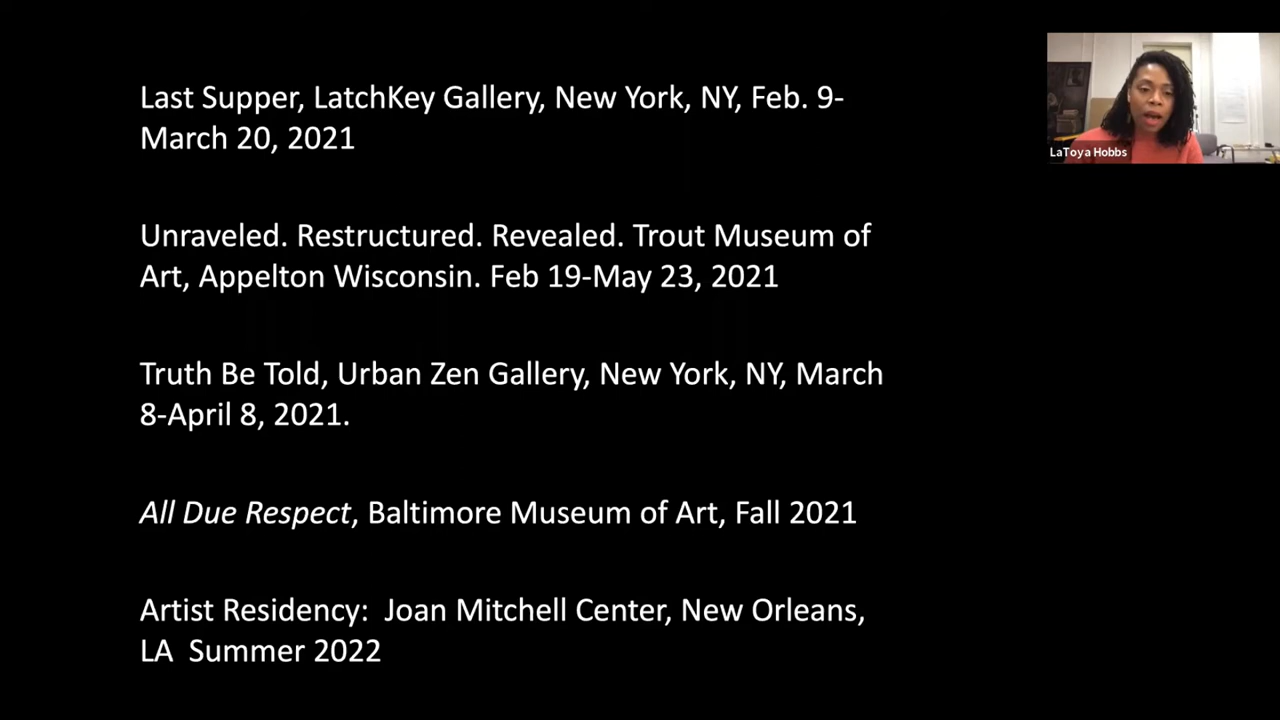 Last Supper, LatchKey Gallery, New York, NY, Feb. 9-
March 20, 2021
Unraveled. Restructured. Revealed. Trout Museum of
Art, Appelton Wisconsin. Feb 19-May 23, 2021
Truth Be Told, Urban Zen Gallery, New York, NY, March
8-April 8, 2021.
All Due Respect, Baltimore Museum of Art, Fall 2021
Artist Residency:  Joan Mitchell Center, New Orleans,
LA  Summer 2022
LaToya Hobbs